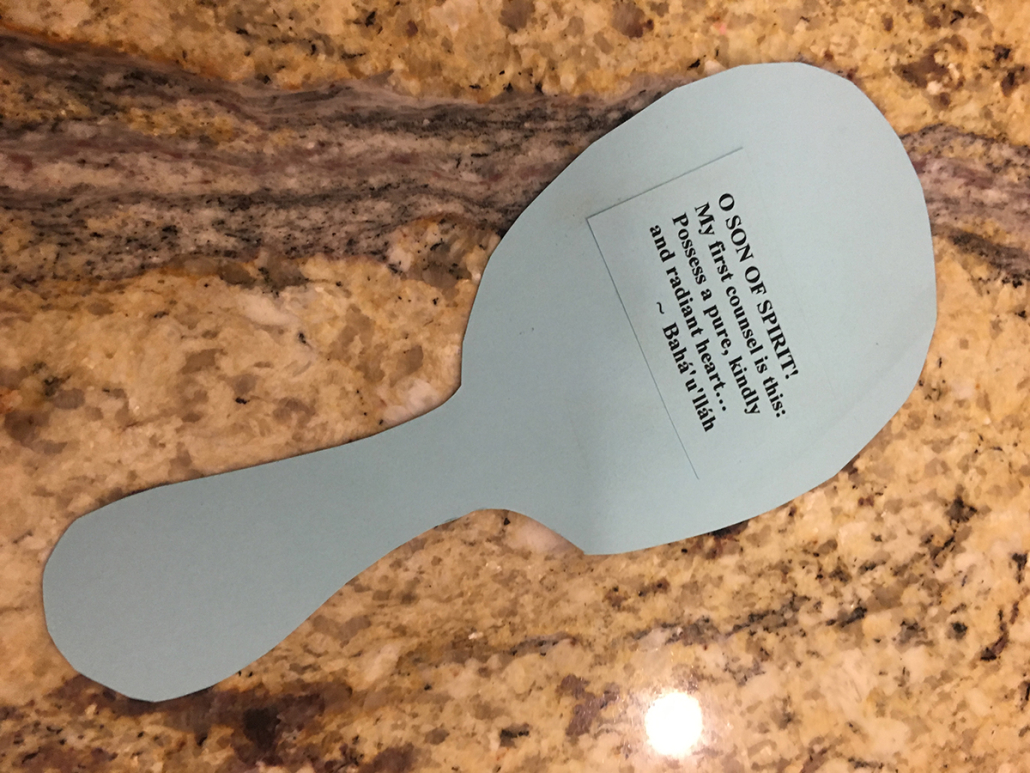 O SON OF SPIRIT!
My first counsel is this:
Possess a pure, kindly
and radiant heart...
~ Bahá'u'lláh